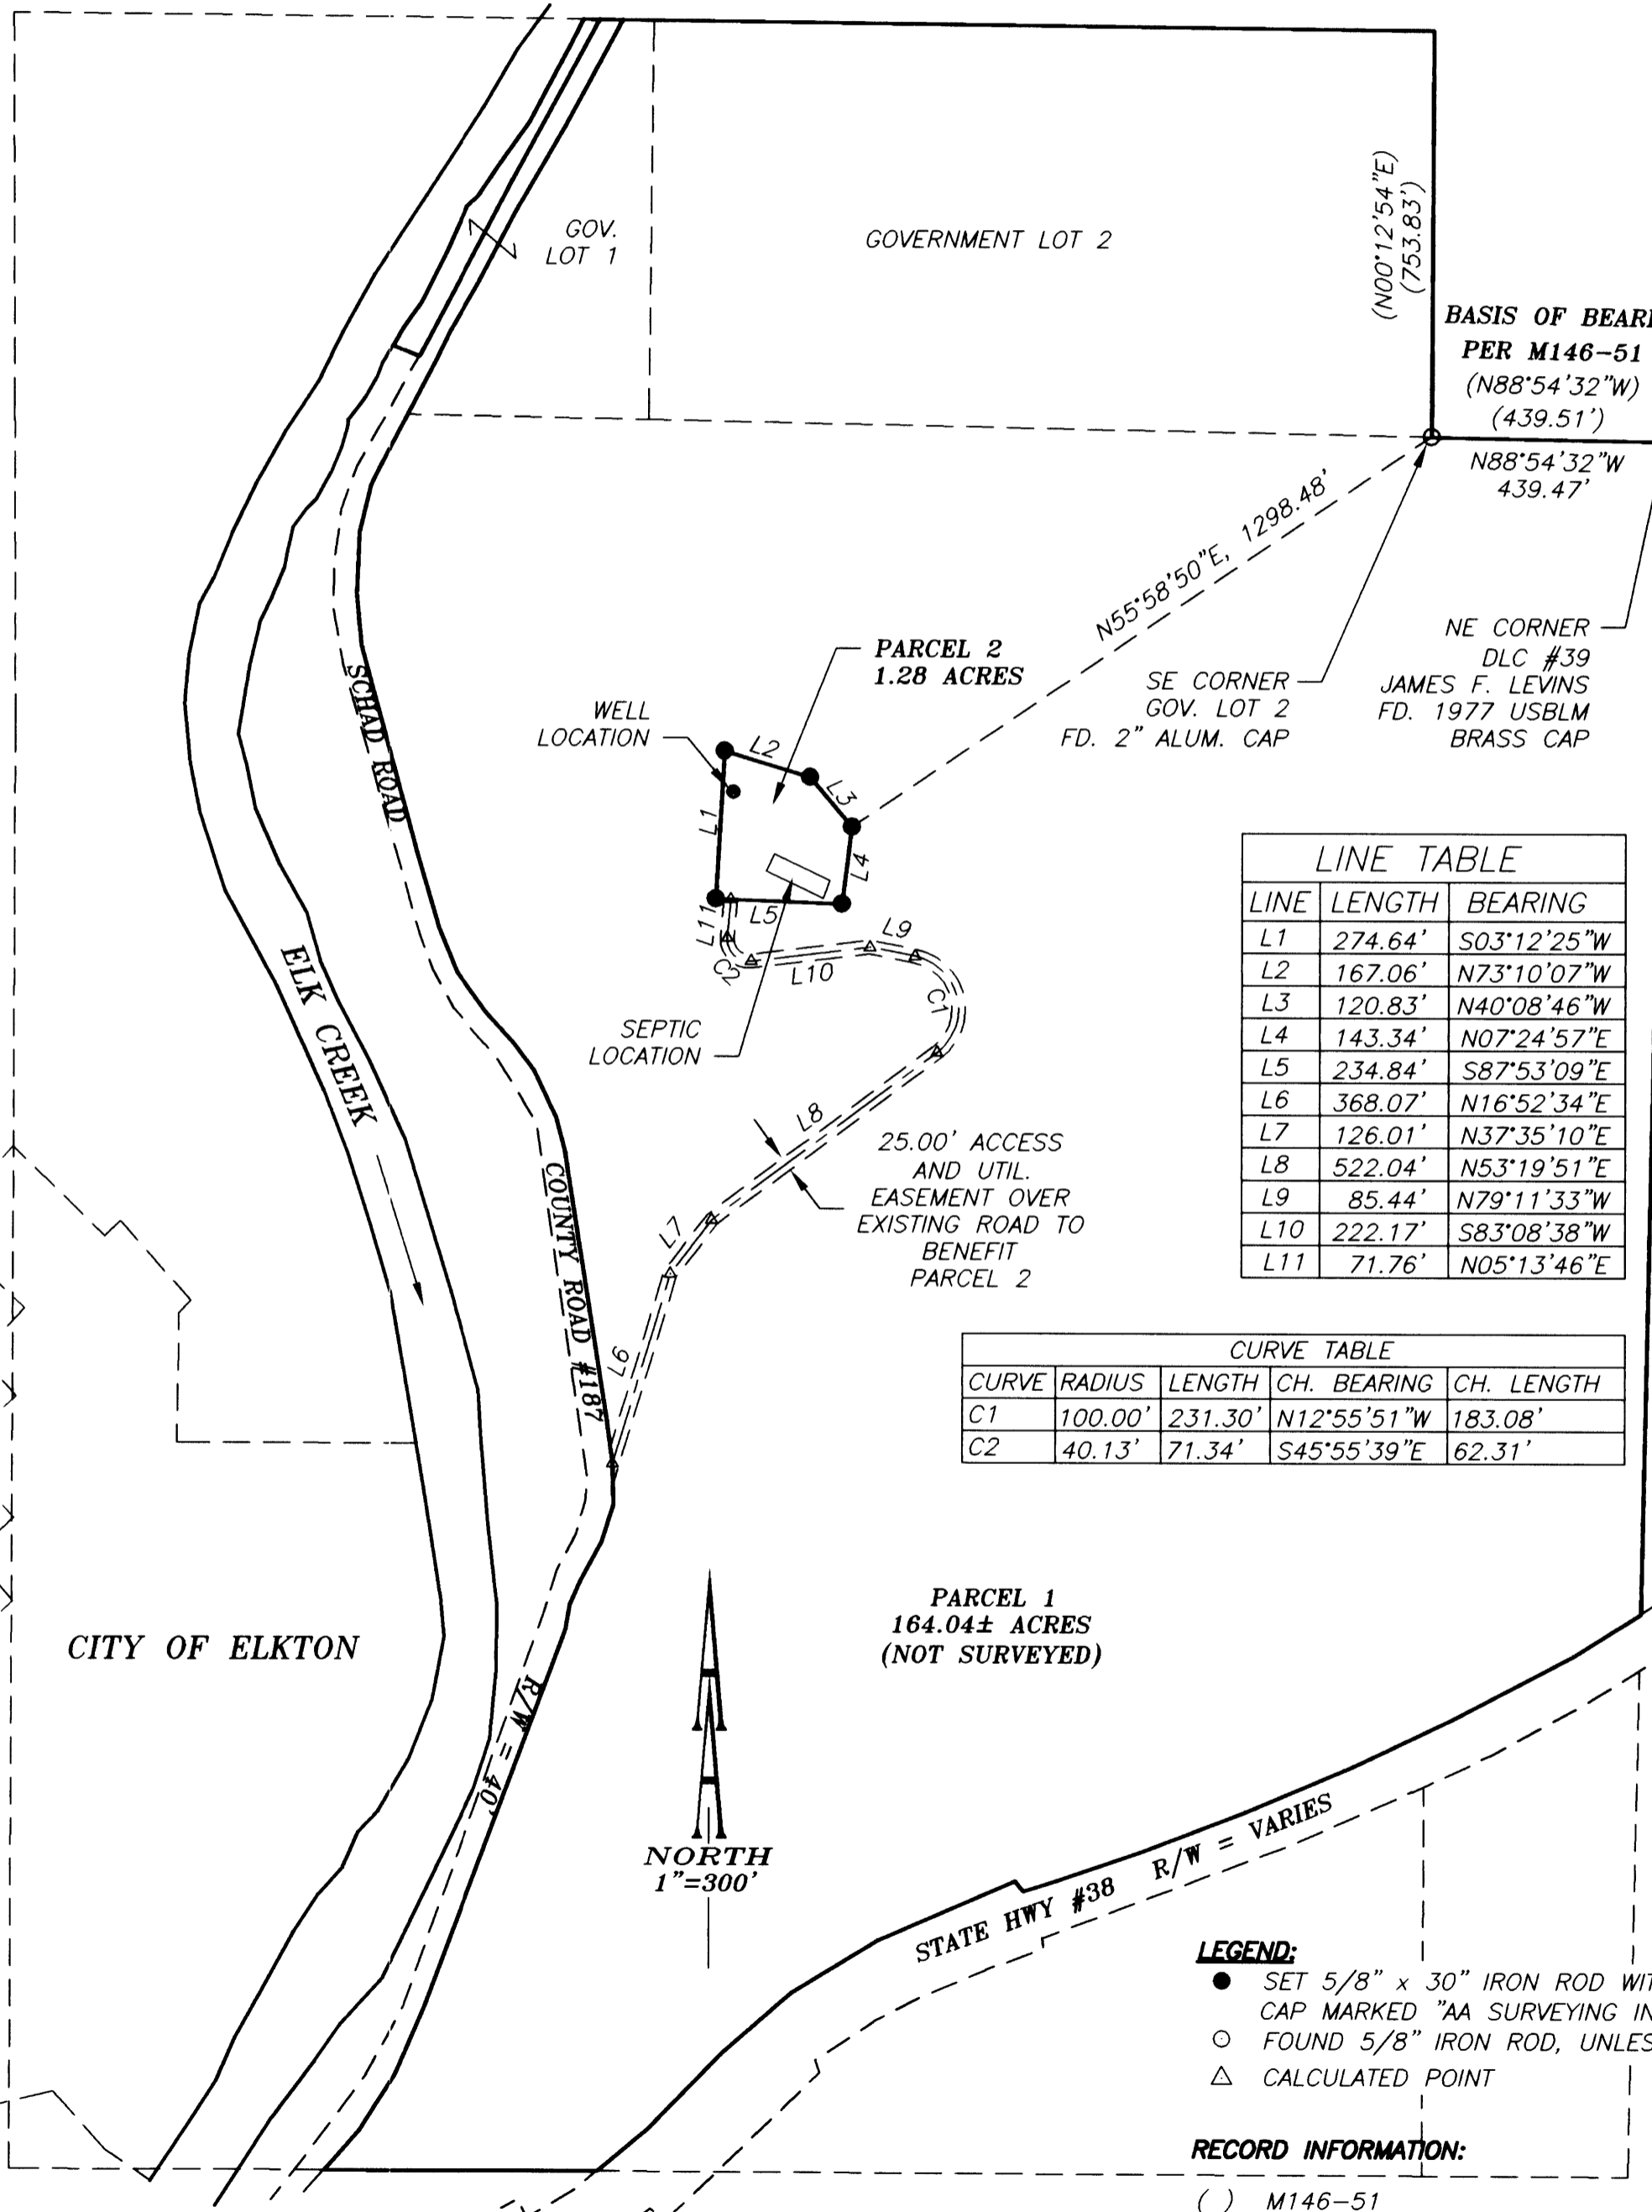 GOV.
LOT 1
GOVERNMENT LOT 2
(N00°12'54"E)
(753.83')
BASIS OF BEARI
PER M146-51
(N88°54'32"W)
(439.51')
N88°54'32"W
439.47'
N55°58'50"E, 1298.48'
NE CORNER
DLC #39
JAMES F. LEVINS
FD. 1977 USBLM
BRASS CAP
SE CORNER
GOV. LOT 2
FD. 2" ALUM. CAP
PARCEL 2
1.28 ACRES
WELL
LOCATION
L2
L3
L1
L4
L5
L11
C2
L10
L9
C1
SEPTIC
LOCATION
L8
L7
L6
25.00' ACCESS
AND UTIL.
EASEMENT OVER
EXISTING ROAD TO
BENEFIT
PARCEL 2
SCHAD ROAD
ELK CREEK
COUNTY ROAD #187
R/W = 40'
LINE TABLE
LINE LENGTH BEARING
L1 274.64' S03°12'25"W
L2 167.06' N73°10'07"W
L3 120.83' N40°08'46"W
L4 143.34' N07°24'57"E
L5 234.84' S87°53'09"E
L6 368.07' N16°52'34"E
L7 126.01' N37°35'10"E
L8 522.04' N53°19'51"E
L9 85.44' N79°11'33"W
L10 222.17' S83°08'38"W
L11 71.76' N05°13'46"E
CURVE TABLE
CURVE RADIUS LENGTH CH. BEARING CH. LENGTH
C1 100.00' 231.30' N12°55'51"W 183.08'
C2 40.13' 71.34' S45°55'39"E 62.31'
PARCEL 1
164.04± ACRES
(NOT SURVEYED)
CITY OF ELKTON
NORTH
1"=300'
STATE HWY #38 R/W = VARIES
LEGEND:
SET 5/8" x 30" IRON ROD WIT
CAP MARKED "AA SURVEYING IN
FOUND 5/8" IRON ROD, UNLES
CALCULATED POINT
RECORD INFORMATION:
( ) M146-51